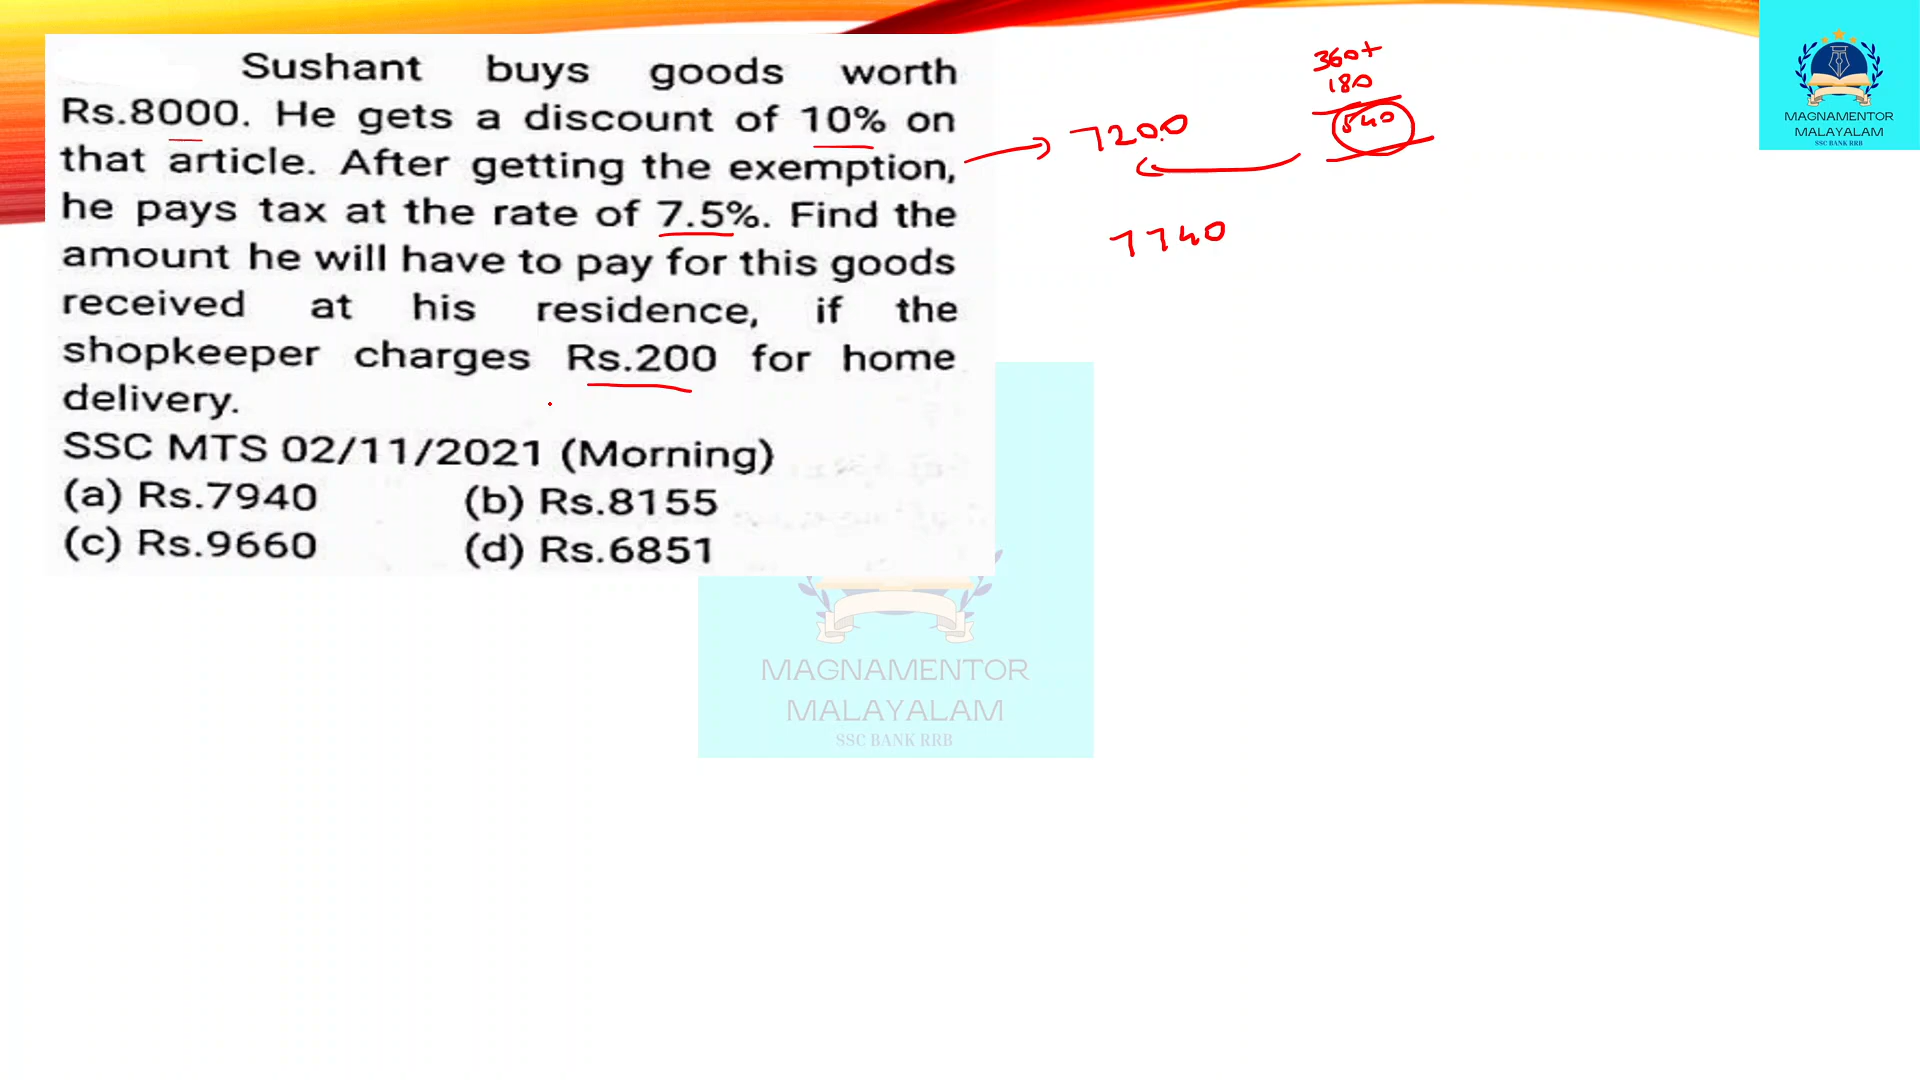 Sushant buys goods worth
Rs.8000. He gets a discount of 10% on
that article. After getting the exemption,
he pays tax at the rate of 7.5%. Find the
amount he will have to pay for this goods
received at his residence, if the
shopkeeper charges Rs.200 for home
delivery.
SSC MTS 02/11/2021 (Morning)
(a) Rs.7940 (b) Rs.8155
(c) Rs.9660 (d) Rs.6851
7200
360+
180
540
7740
MAGNAMENTOR
MALAYALAM
SSC BANK RRB
MAGNAMENTOR
MALAYALAM
SSC BANK RRB